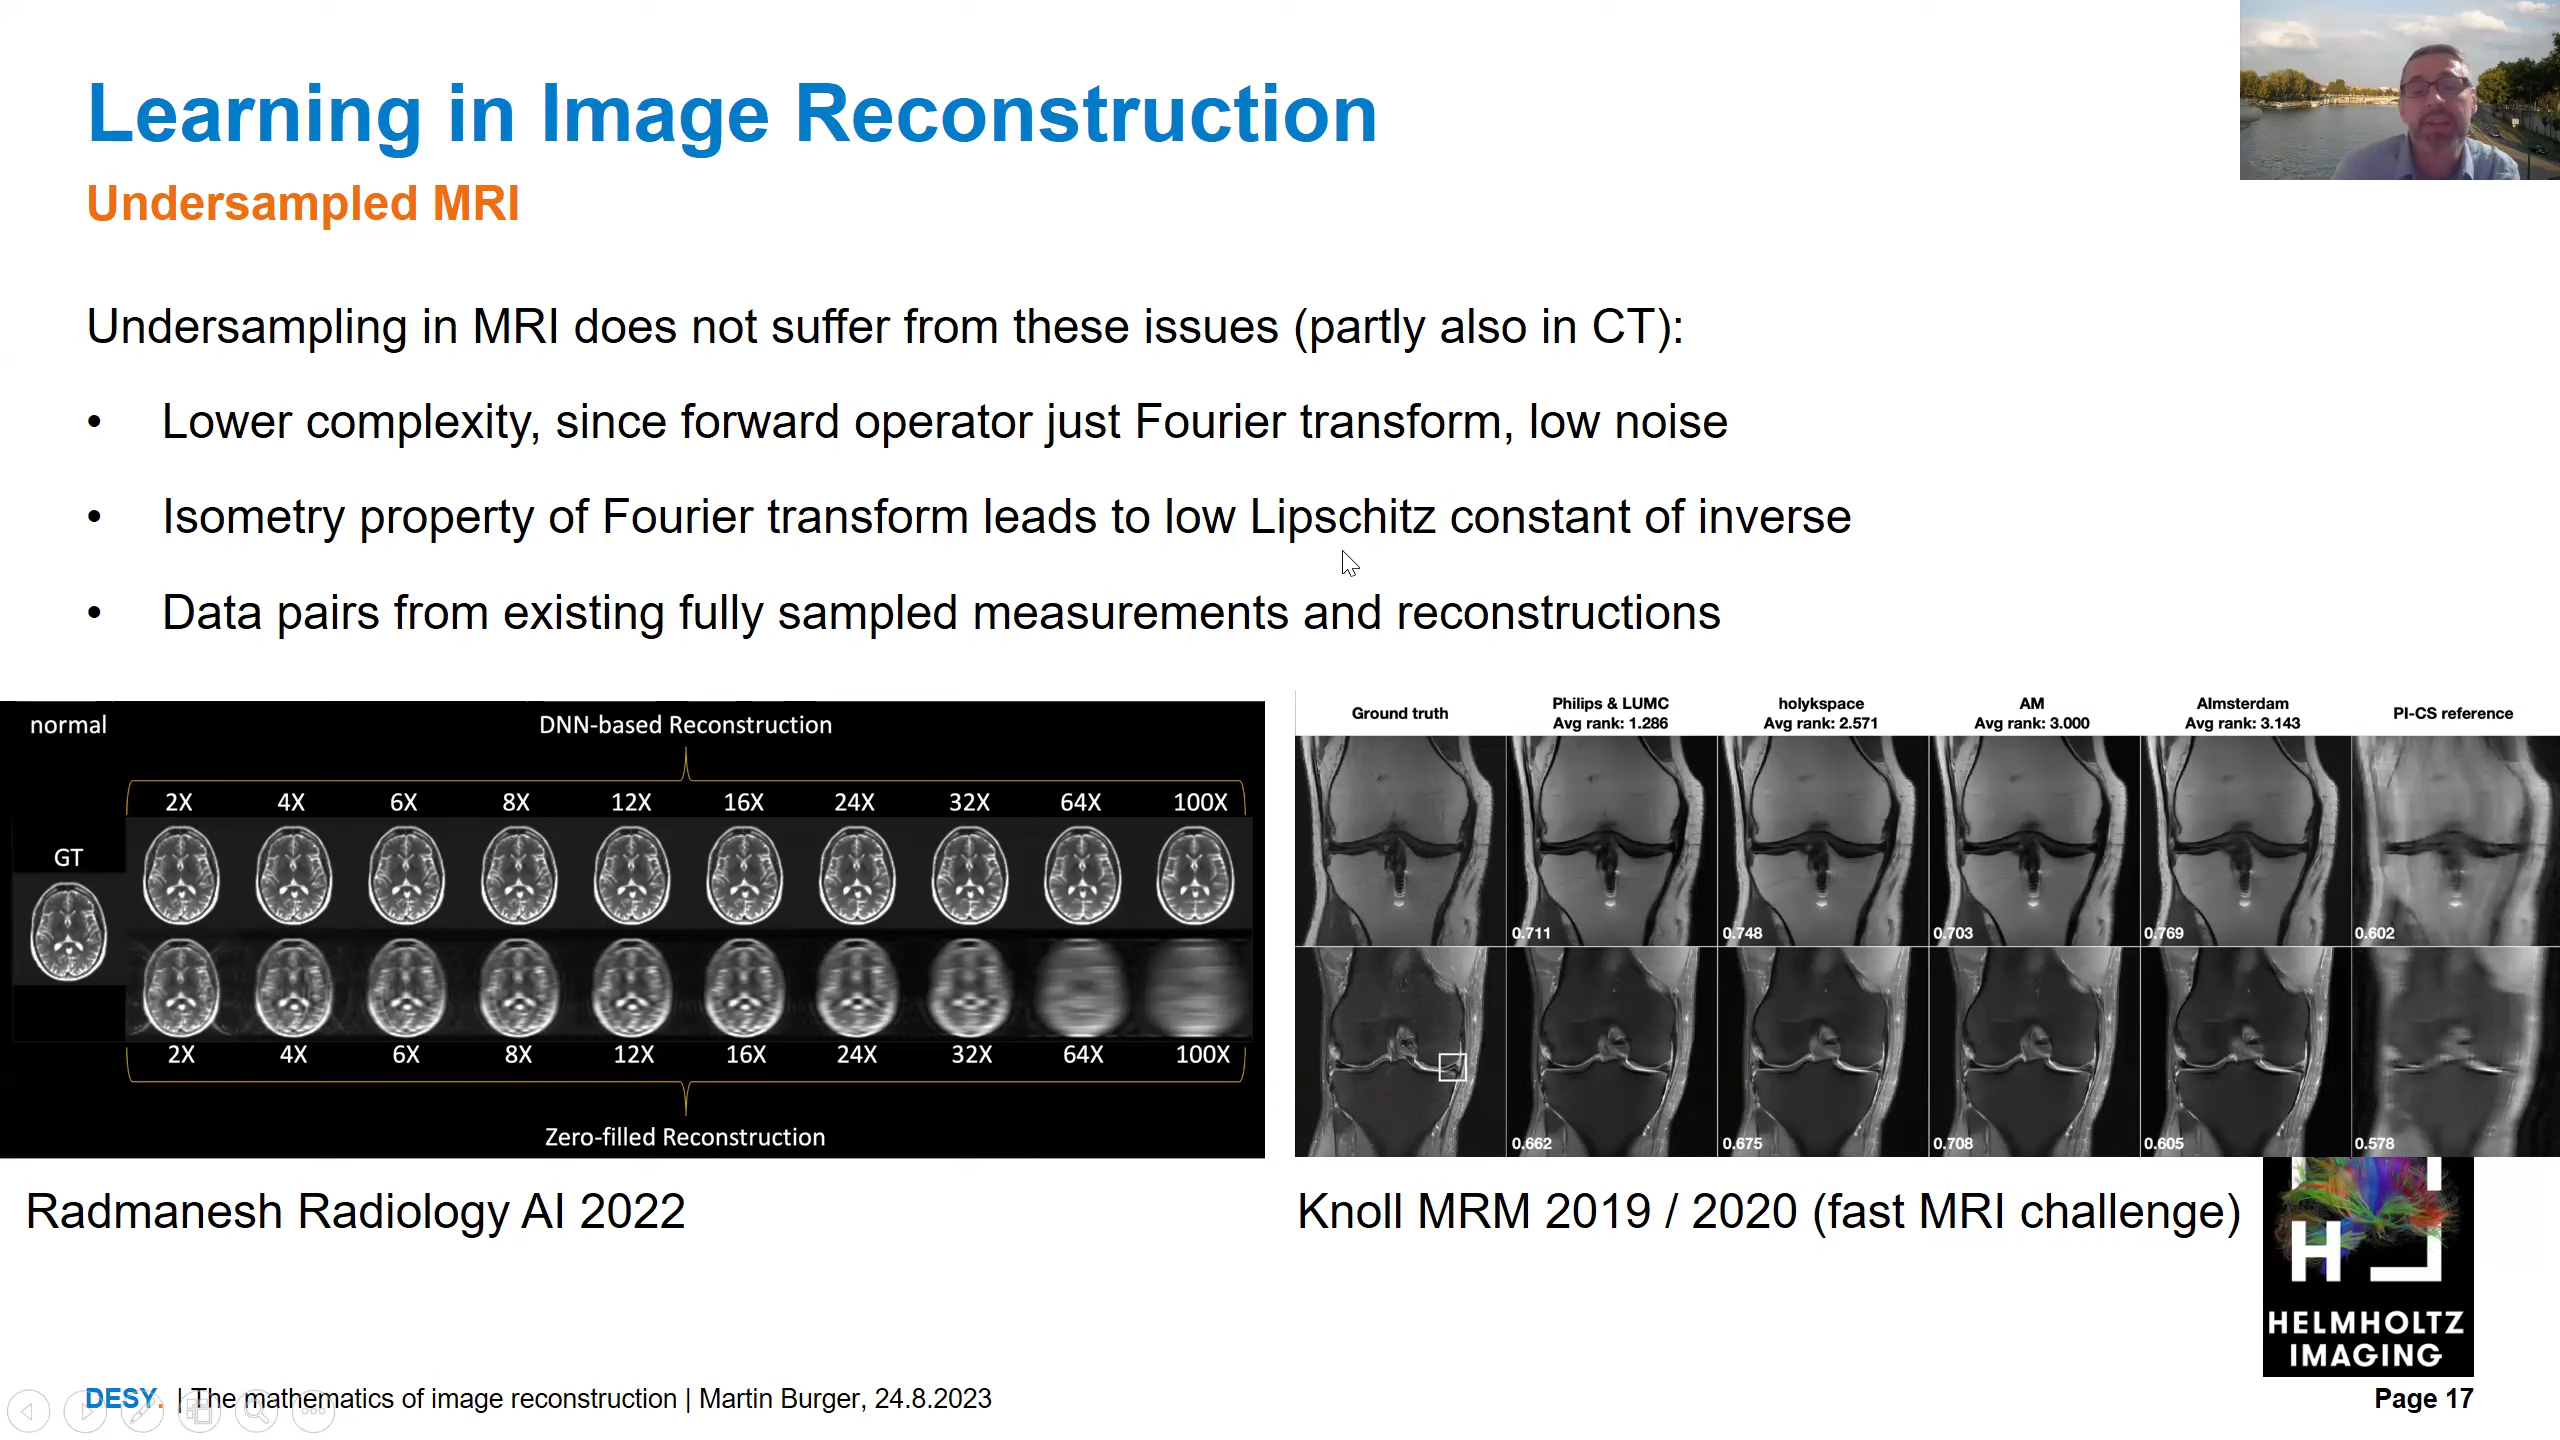 Learning in Image Reconstruction
Undersampled MRI
Undersampling in MRI does not suffer from these issues (partly also in CT):
• Lower complexity, since forward operator just Fourier transform, low noise
• Isometry property of Fourier transform leads to low Lipschitz constant of inverse
• Data pairs from existing fully sampled measurements and reconstructions
normal
DNN-based Reconstruction
2X 4X 6X 8X 12X 16X 24X 32X 64X 100X
GT
2X 4X 6X 8X 12X 16X 24X 32X 64X 100X
Zero-filled Reconstruction
Ground truth
Philips & LUMC
Avg rank: 1.286
holykspace
Avg rank: 2.571
AM
Avg rank: 3.000
AImsterdam
Avg rank: 3.143
PI-CS reference
0.711 0.748 0.703 0.769 0.602
0.662 0.675 0.708 0.605 0.578
Radmanesh Radiology AI 2022
Knoll MRM 2019 / 2020 (fast MRI challenge)
H
HELMHOLTZ
IMAGING
DESY. | The mathematics of image reconstruction | Martin Burger, 24.8.2023
Page 17